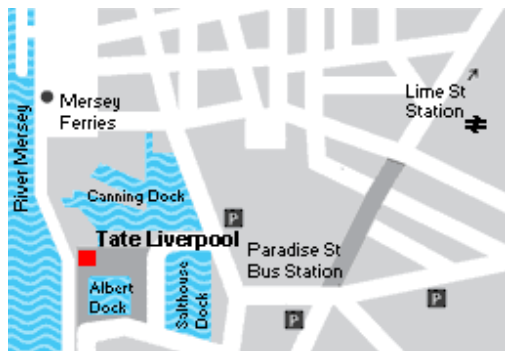 Lime St
Station
Mersey
Ferries
River Mersey
Canning Dock
P
Tate Liverpool
Paradise St
Bus Station
Albert
Dock
Salthouse
Dock
P
P